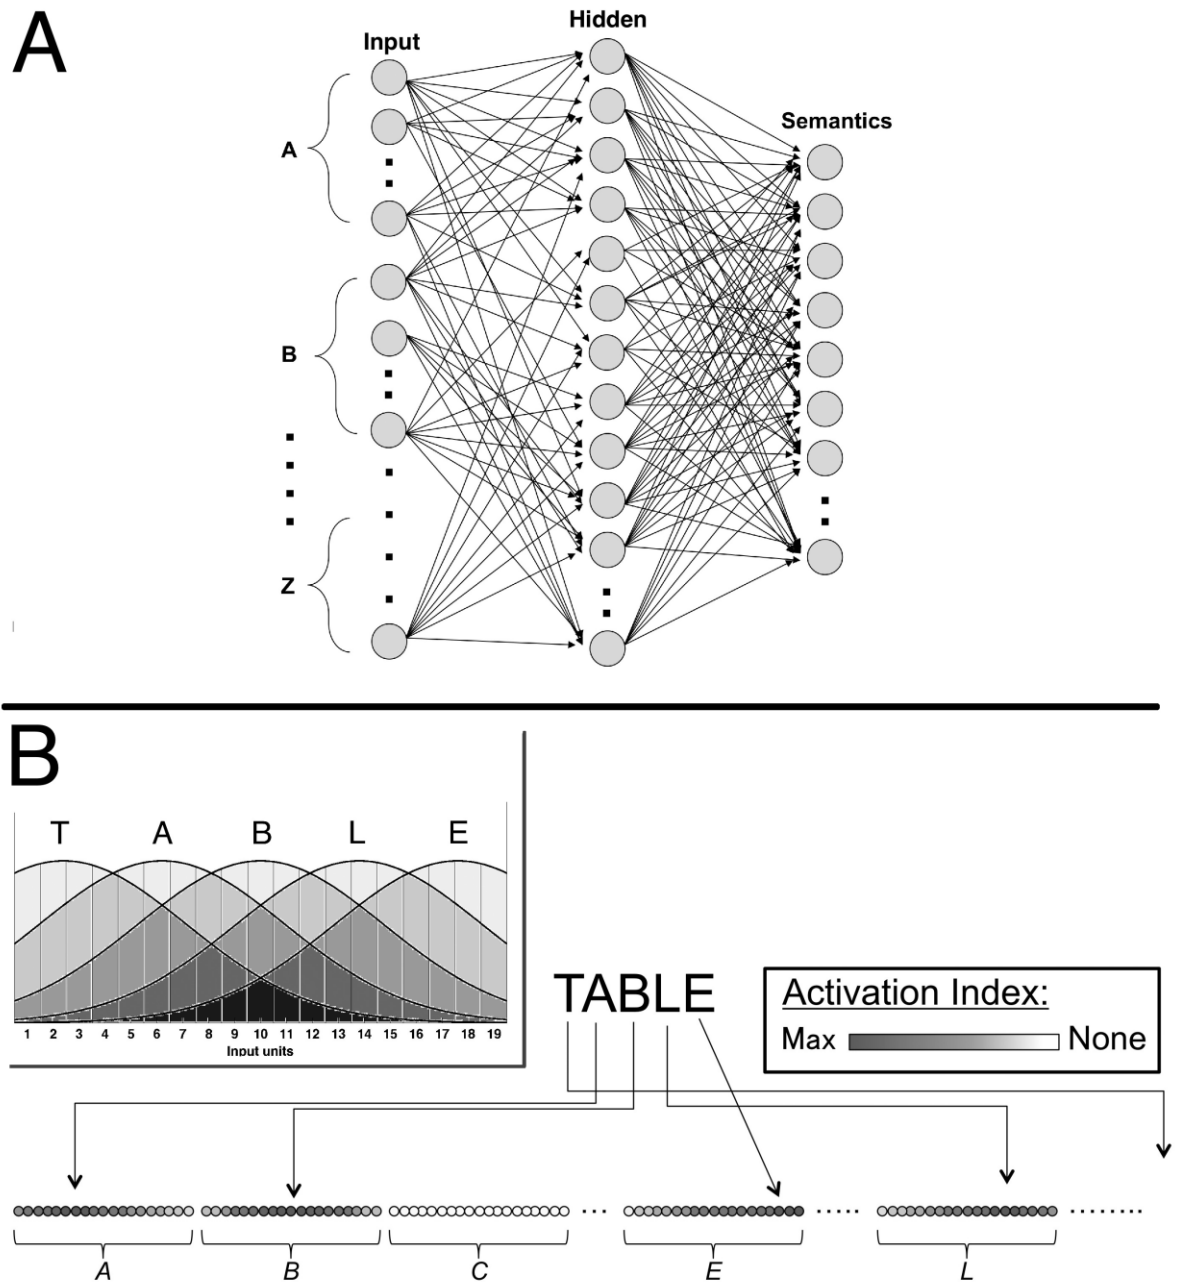 A
Input
Hidden
Semantics
A
B
Z
B
T A B L E
1 2 3 4 5 6 7 8 9 10 11 12 13 14 15 16 17 18 19
Input units
TABLE
Activation Index:
Max None
A B C E L